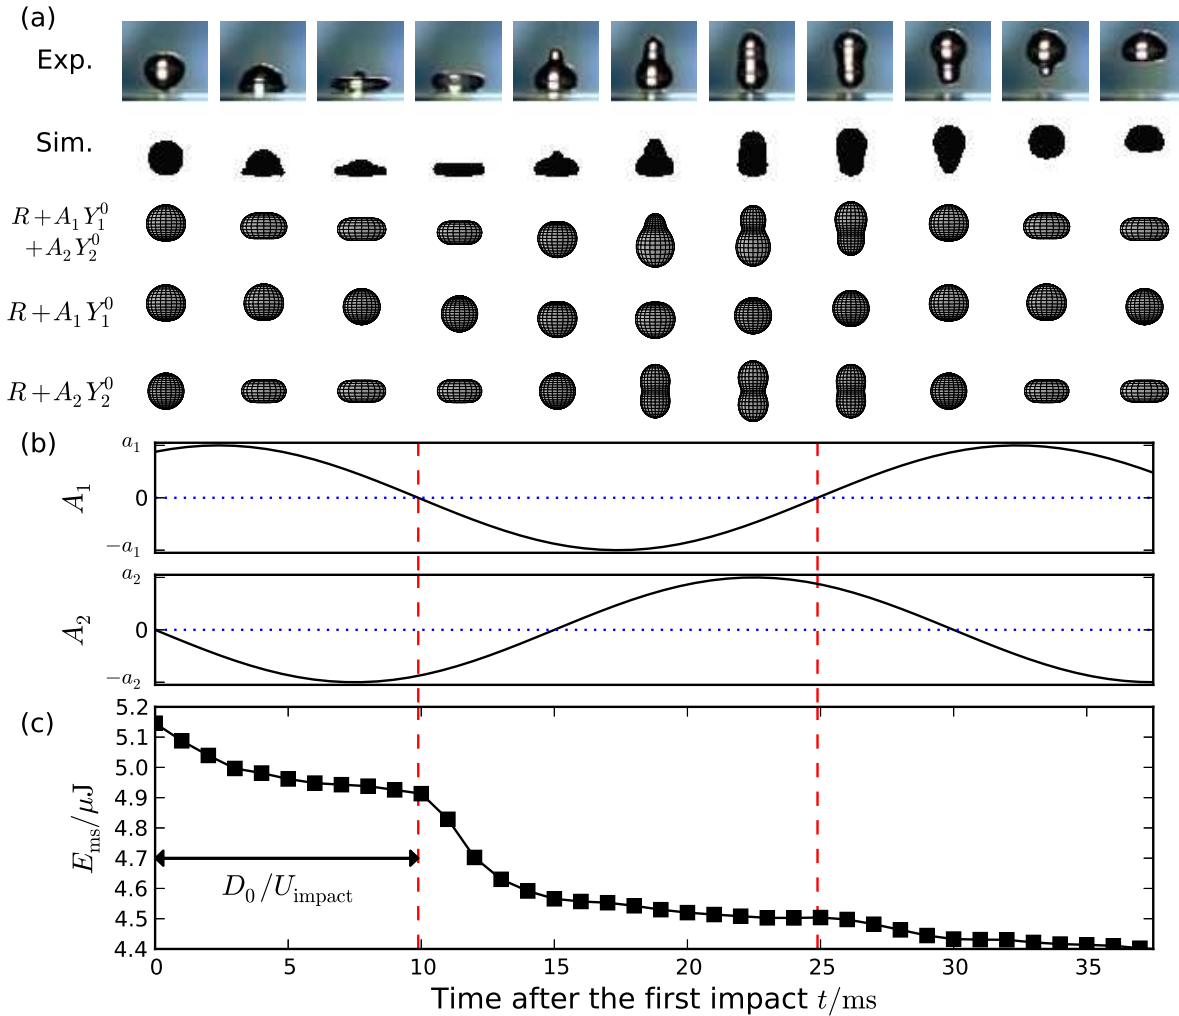 (a)
Exp.
Sim.
R + A₁Y₁⁰
+ A₂Y₂⁰
R + A₁Y₁⁰
R + A₂Y₂⁰
(b)
a₁
0
−a₁
A₁
a₂
0
−a₂
A₂
(c)
5.2
5.1
5.0
4.9
4.8
4.7
4.6
4.5
4.4
E_ms/μJ
D₀/U_impact
0 5 10 15 20 25 30 35
Time after the first impact t/ms